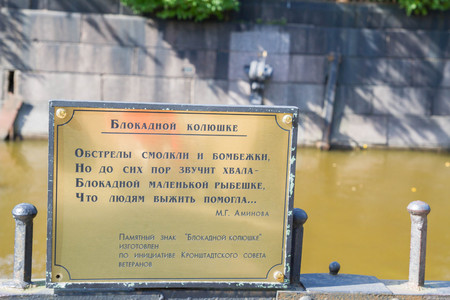 Блокадной колюшке
Обстрелы смолкли и бомбежки,
Но до сих пор звучит хвала-
Блокадной маленькой рыбешке,
Что людям выжить помогла...
М.Г. Аминова
Памятный знак "Блокадной колюшке"
изготовлен
по инициативе Кронштадтского совета
ветеранов